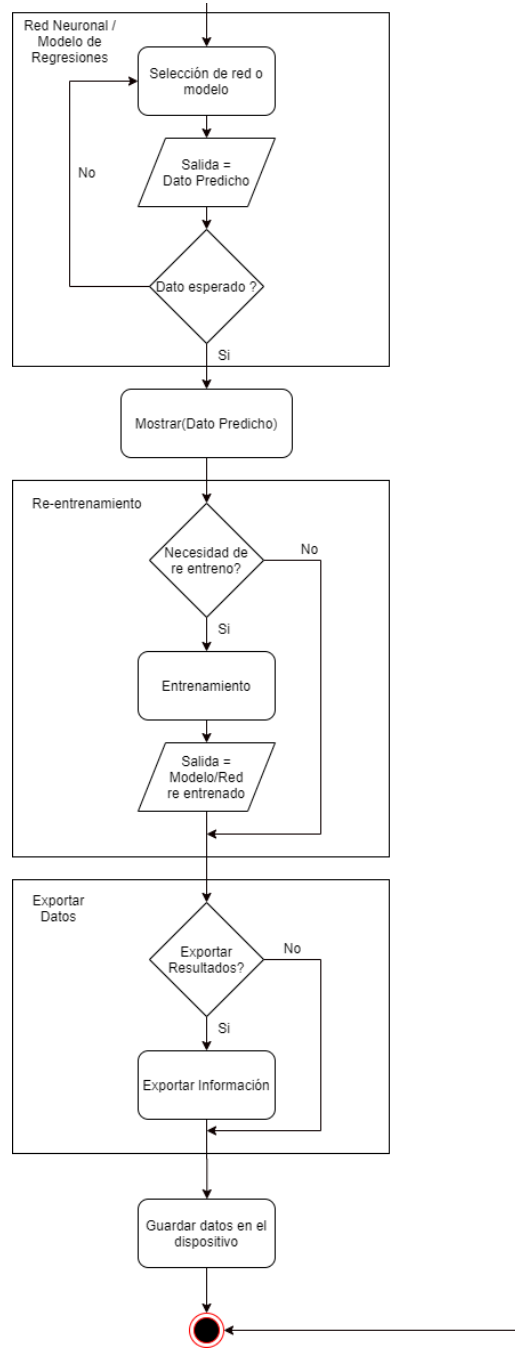 Red Neuronal /
Modelo de
Regresiones
Selección de red o
modelo
Salida =
Dato Predicho
No
Dato esperado ?
Si
Mostrar(Dato Predicho)
Re-entrenamiento
Necesidad de
re entreno?
No
Si
Entrenamiento
Salida =
Modelo/Red
re entrenado
Exportar
Datos
Exportar
Resultados?
No
Si
Exportar Información
Guardar datos en el
dispositivo